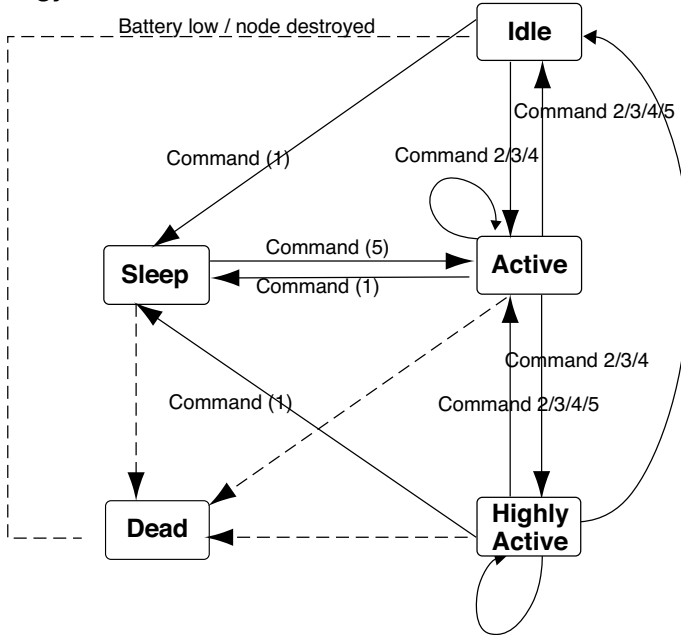 gy
Battery low / node destroyed
Idle
Command 2/3/4/5
Command (1)
Command 2/3/4
Command (5)
Sleep
Active
Command (1)
Command 2/3/4
Command (1)
Command 2/3/4/5
Dead
Highly
Active